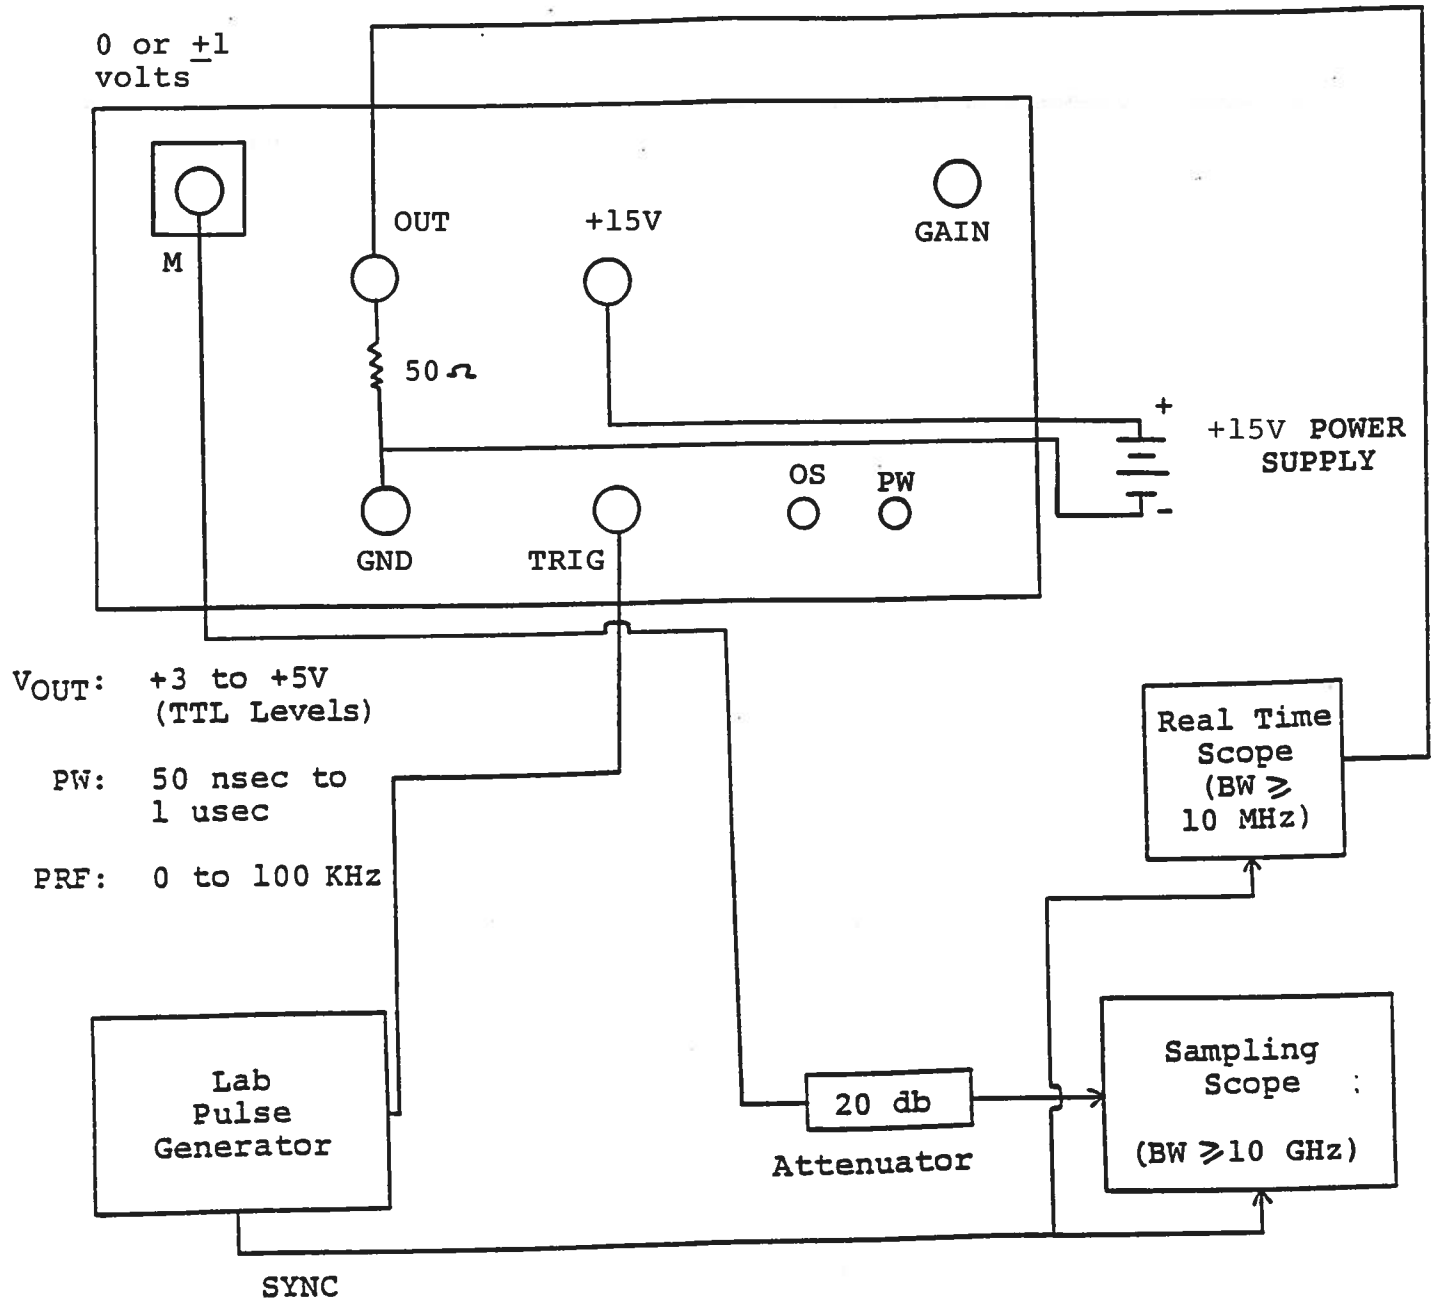 0 or ±1
volts
M
OUT
+15V
GAIN
50 Ω
+
+15V POWER
SUPPLY
-
OS
PW
GND
TRIG
VOUT: +3 to +5V
(TTL Levels)
PW: 50 nsec to
1 usec
PRF: 0 to 100 KHz
Real Time
Scope
(BW ⩾
10 MHz)
Lab
Pulse
Generator
20 db
Attenuator
Sampling
Scope
(BW ⩾10 GHz)
SYNC